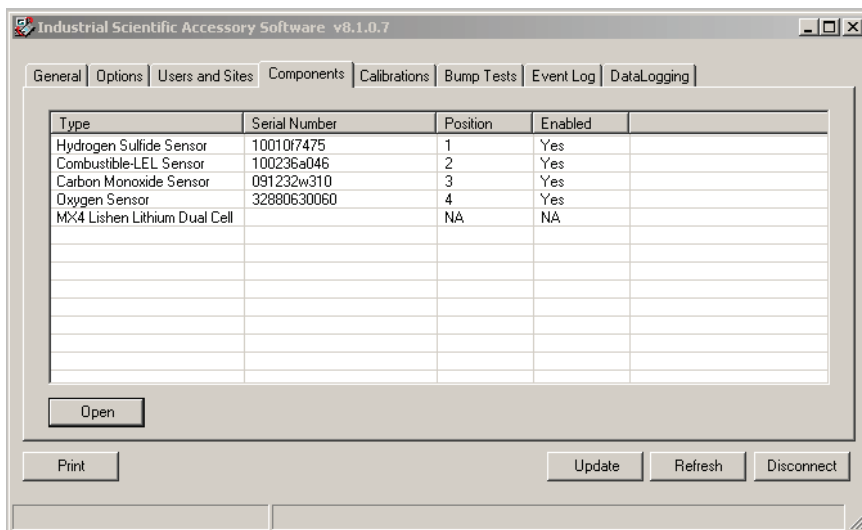 Industrial Scientific Accessory Software v8.1.0.7
General Options Users and Sites Components Calibrations Bump Tests Event Log DataLogging
Type Serial Number Position Enabled
Hydrogen Sulfide Sensor 10010f7475 1 Yes
Combustible-LEL Sensor 100236a046 2 Yes
Carbon Monoxide Sensor 091232w310 3 Yes
Oxygen Sensor 32880630060 4 Yes
MX4 Lishen Lithium Dual Cell NA NA
Open
Print Update Refresh Disconnect